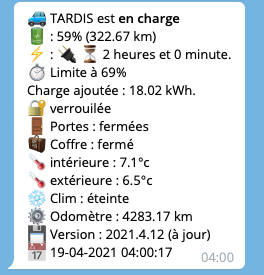 🚙 TARDIS est en charge
🔋 : 59% (322.67 km)
⚡ : 🔌 ⏳ 2 heures et 0 minute.
⏱ Limite à 69%
Charge ajoutée : 18.02 kWh.
🔐 verrouilée
🚪 Portes : fermées
🧳 Coffre : fermé
🌡 intérieure : 7.1°c
🌡 extérieure : 6.5°c
❄ Clim : éteinte
⚙ Odomètre : 4283.17 km
💾 Version : 2021.4.12 (à jour)
📅 19-04-2021 04:00:17
04:00